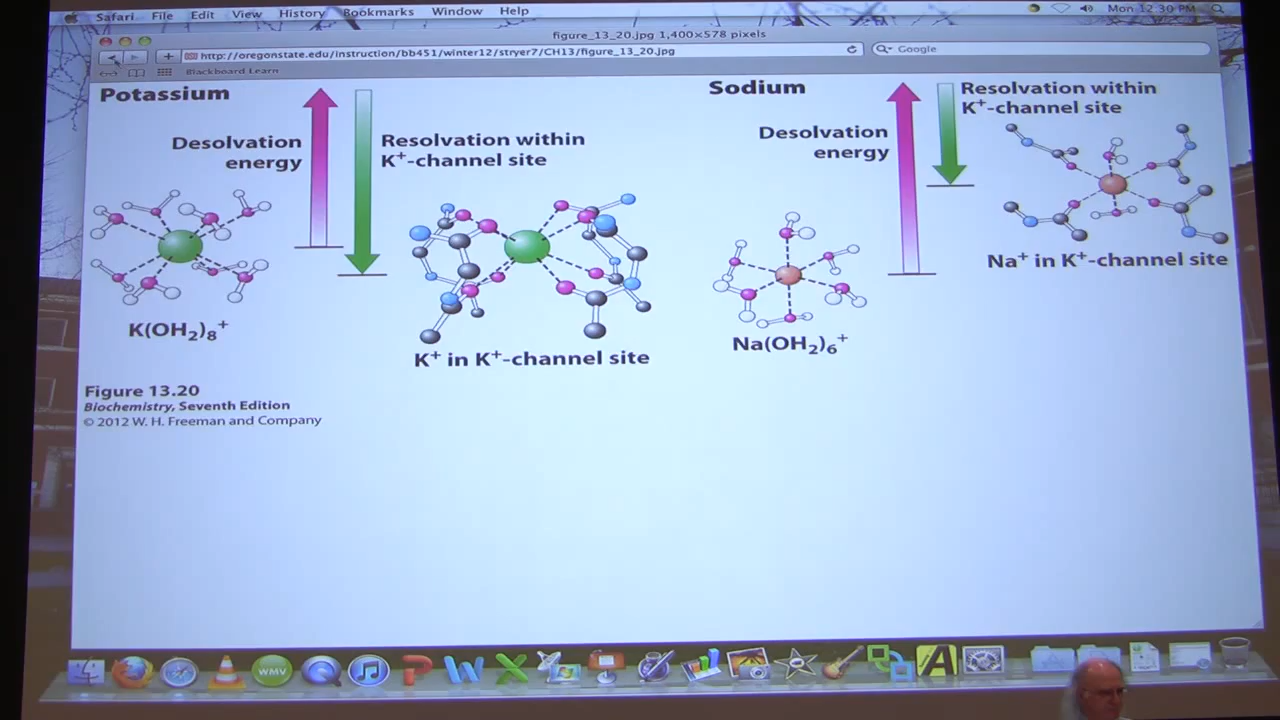 Safari File Edit View History Bookmarks Window Help Mon 12:30 PM
figure_13_20.jpg 1,400×578 pixels
http://oregonstate.edu/instruction/bb451/winter12/stryer7/CH13/figure_13_20.jpg Google
Blackboard Learn
Potassium
Desolvation
energy
Resolvation within
K⁺-channel site
K(OH₂)₈⁺
K⁺ in K⁺-channel site
Sodium
Desolvation
energy
Resolvation within
K⁺-channel site
Na(OH₂)₆⁺
Na⁺ in K⁺-channel site
Figure 13.20
Biochemistry, Seventh Edition
© 2012 W. H. Freeman and Company
WMV